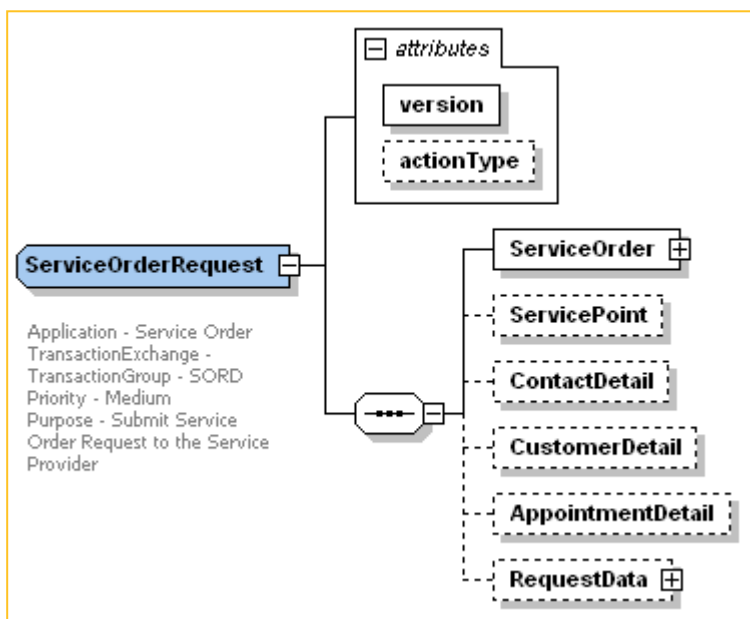 attributes
version
actionType
ServiceOrderRequest
Application - Service Order
TransactionExchange -
TransactionGroup - SORD
Priority - Medium
Purpose - Submit Service
Order Request to the Service
Provider
ServiceOrder
ServicePoint
ContactDetail
CustomerDetail
AppointmentDetail
RequestData